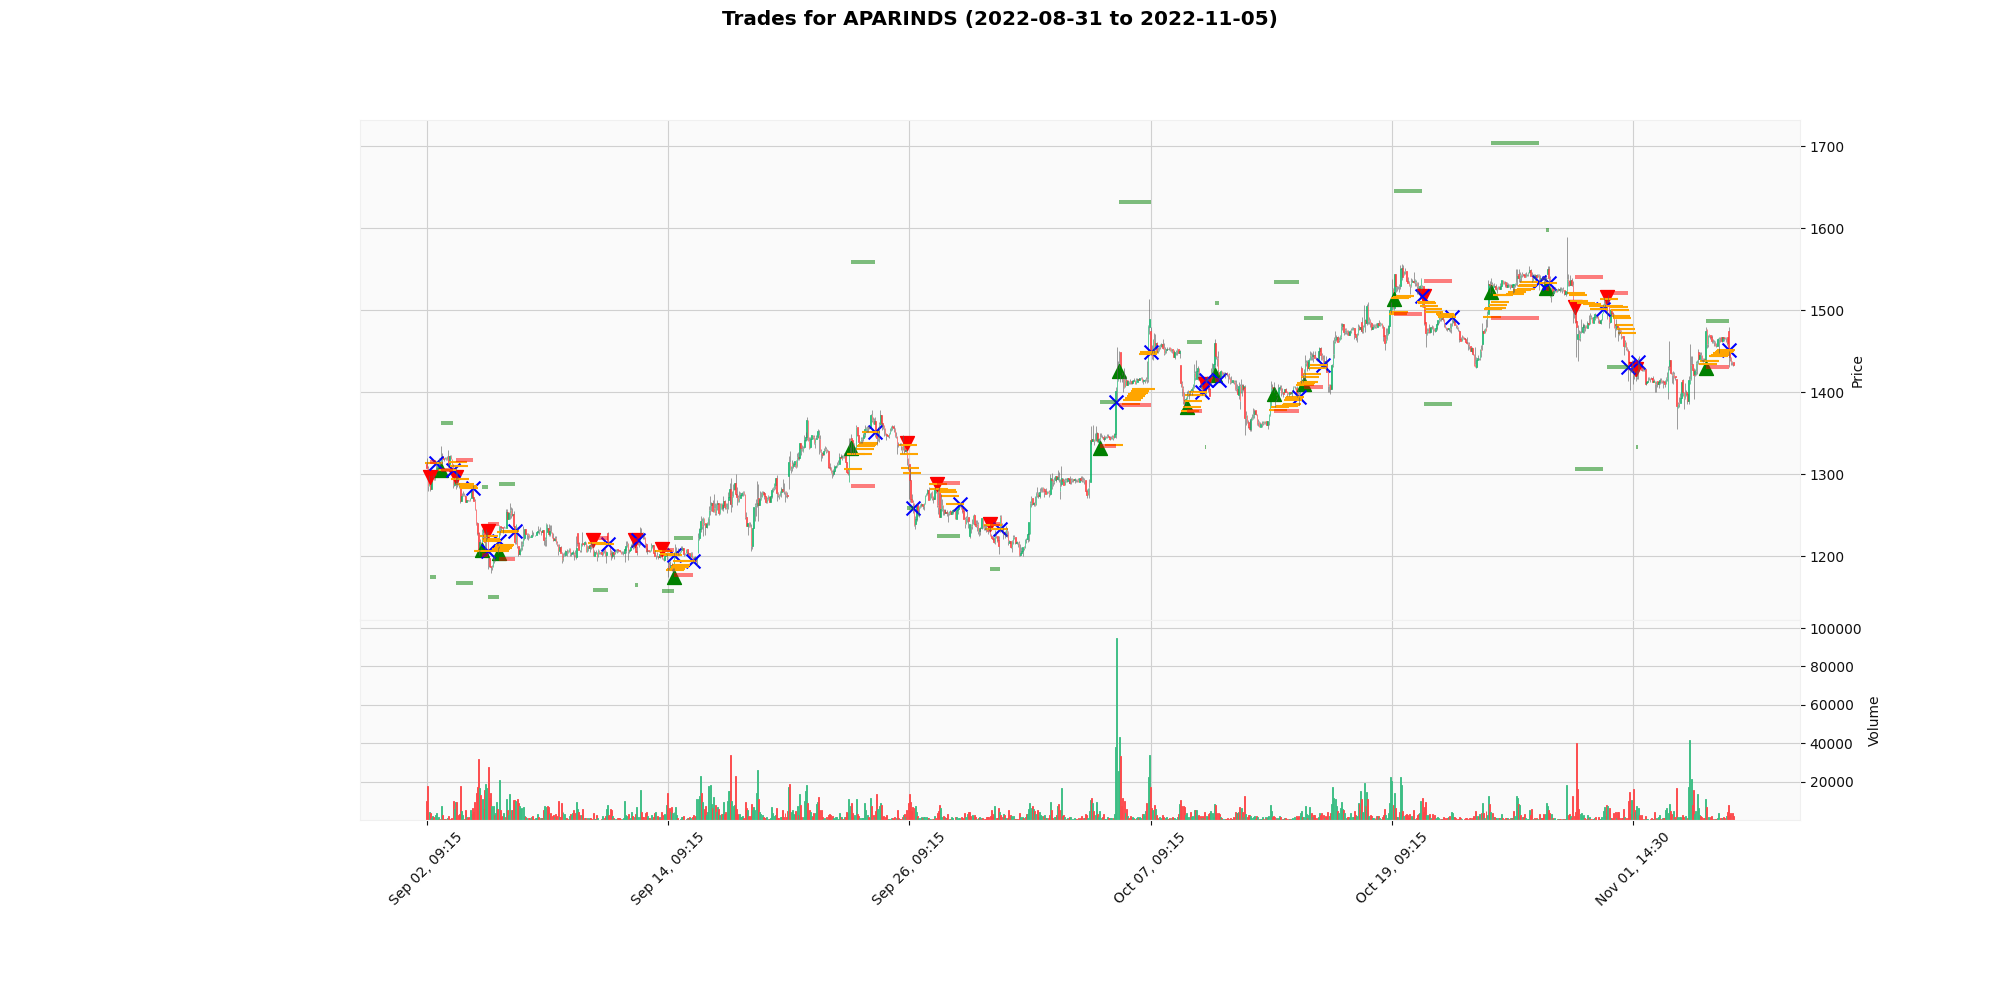 Trades for APARINDS (2022-08-31 to 2022-11-05)
1700
1600
1500
1400
1300
1200
Price
100000
80000
60000
40000
20000
Volume
Sep 02, 09:15
Sep 14, 09:15
Sep 26, 09:15
Oct 07, 09:15
Oct 19, 09:15
Nov 01, 14:30